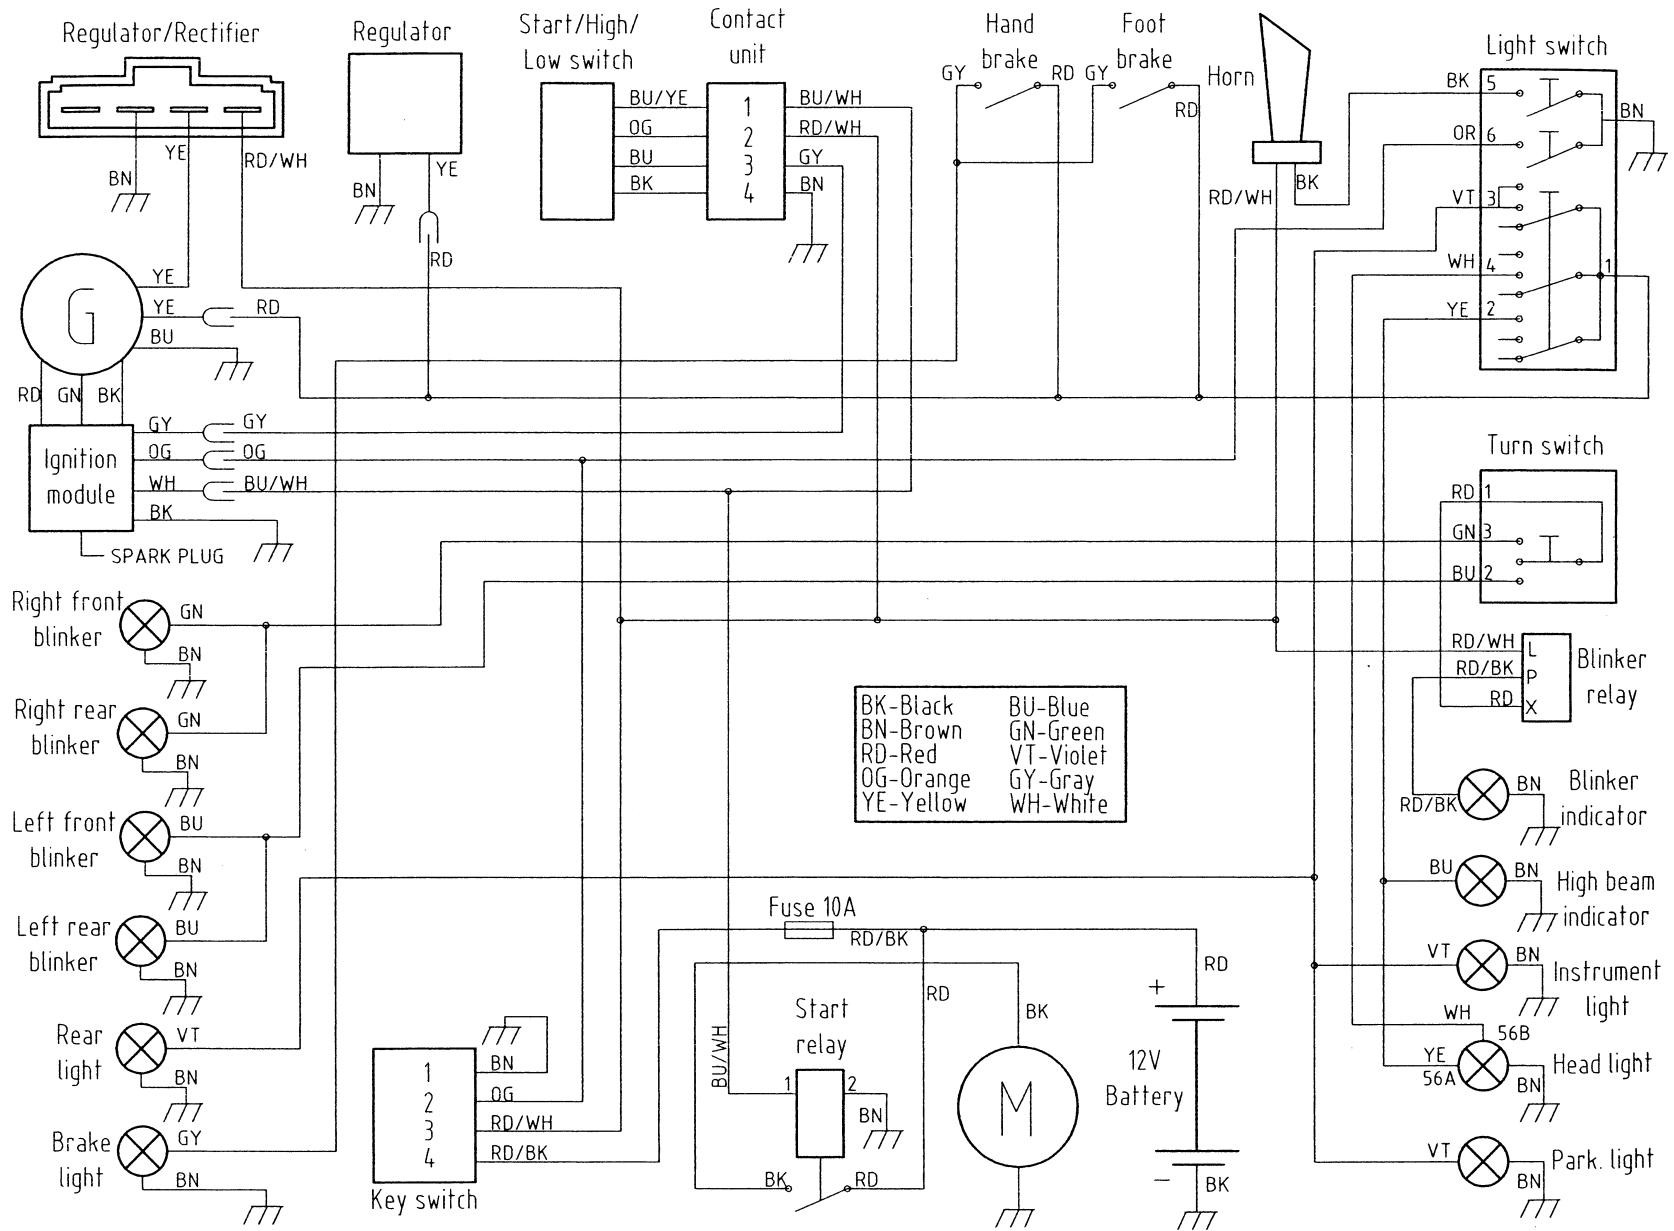 Regulator/Rectifier
Regulator
Start/High/
Low switch
Contact
unit
Hand
brake
Foot
brake
Horn
Light switch
BN
YE
RD/WH
BN
YE
RD
BU/YE
OG
BU
BK
1
2
3
4
BU/WH
RD/WH
GY
BN
GY
RD
GY
RD
RD/WH
BK
BK 5
OR 6
VT 3
WH 4
YE 2
1
BN
G
YE
YE
RD
BU
RD
GN
BK
Ignition
module
GY
GY
OG
OG
WH
BU/WH
BK
SPARK PLUG
Turn switch
RD 1
GN 3
BU 2
Right front
blinker
GN
BN
Right rear
blinker
GN
BN
Left front
blinker
BU
BN
Left rear
blinker
BU
BN
Rear
light
VT
BN
Brake
light
GY
BN
BK-Black BU-Blue
BN-Brown GN-Green
RD-Red VT-Violet
OG-Orange GY-Gray
YE-Yellow WH-White
RD/WH L
RD/BK P
RD X
Blinker
relay
RD/BK
BN
Blinker
indicator
BU
BN
High beam
indicator
VT
BN
Instrument
light
WH
56B
YE
56A
BN
Head light
VT
BN
Park. light
Fuse 10A
RD/BK
RD
RD
BK
Start
relay
BU/WH
1
2
BN
BK
RD
M
+
12V
Battery
-
BK
1
2
3
4
BN
OG
RD/WH
RD/BK
Key switch